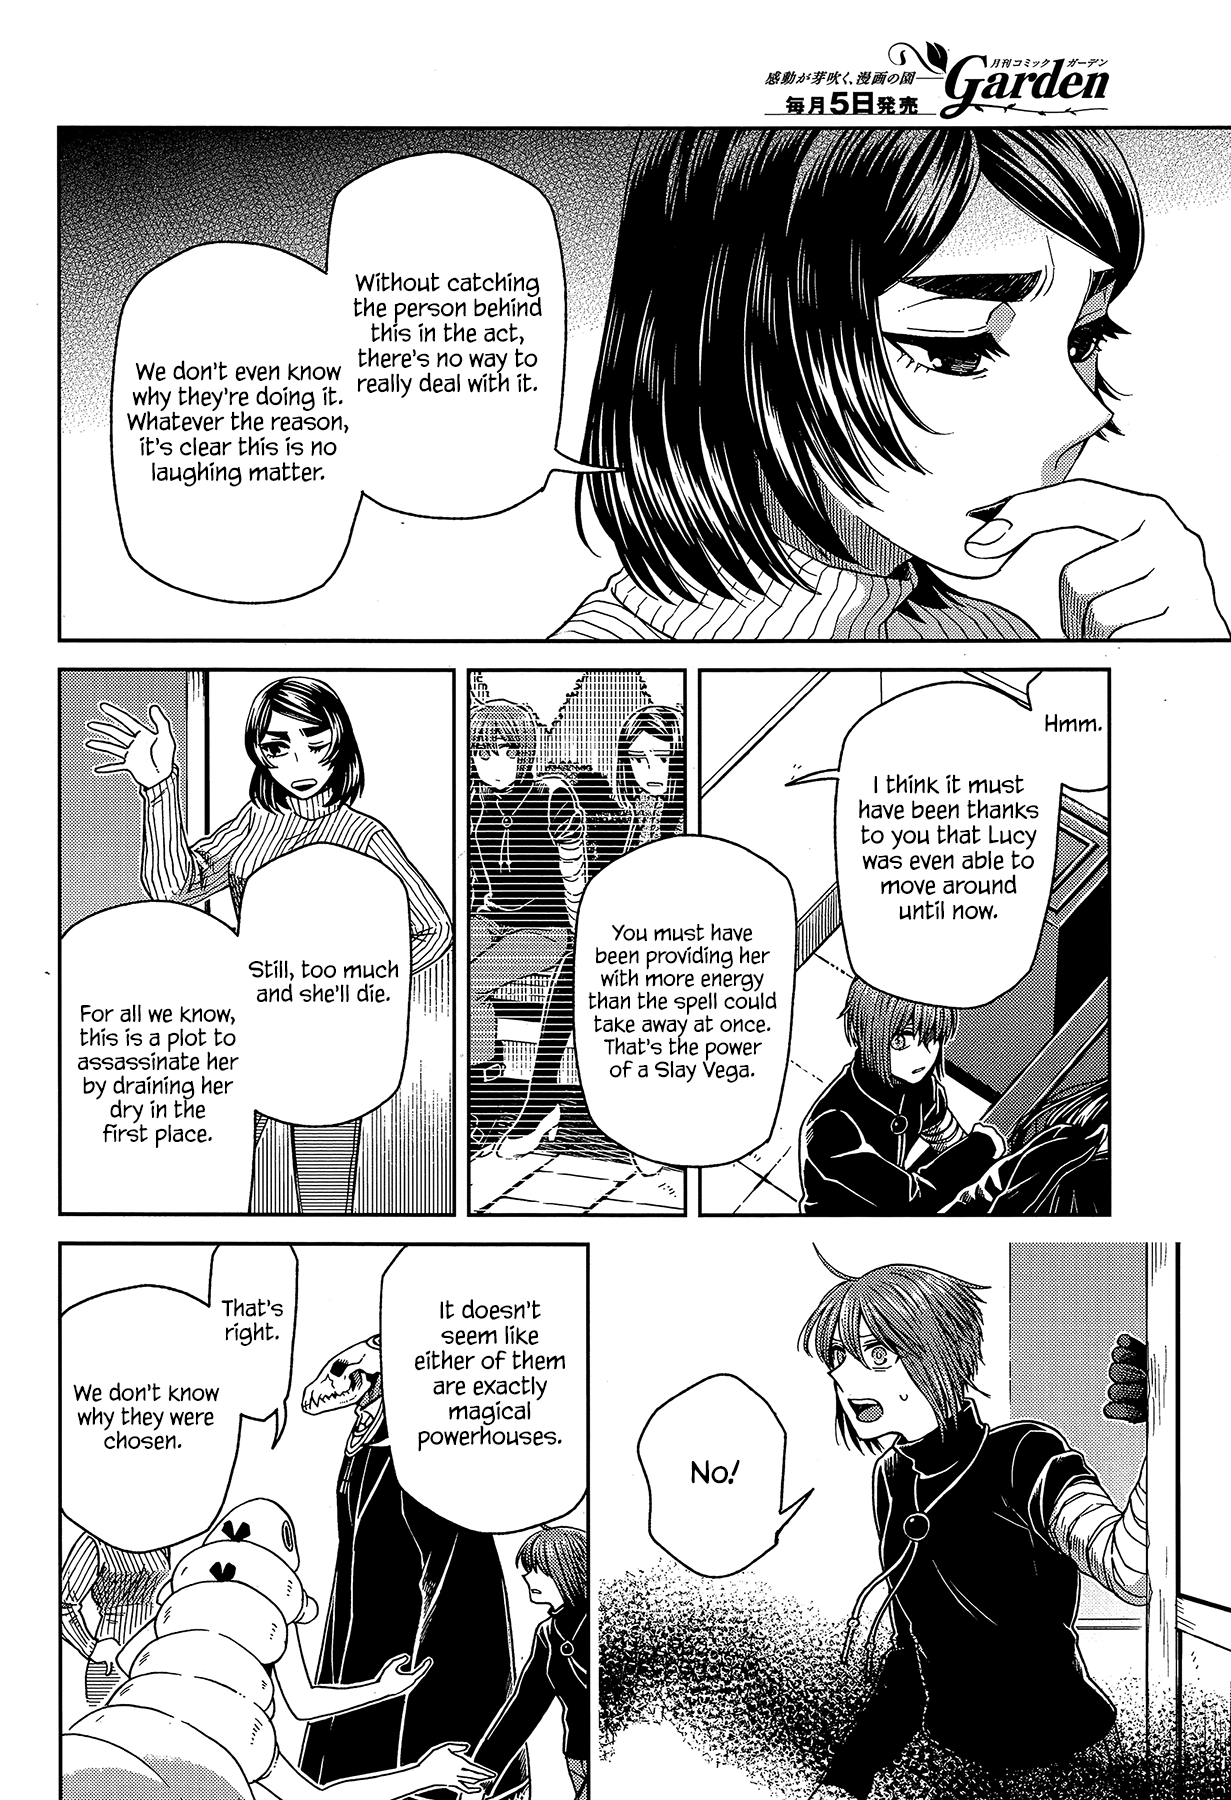 感動が芽吹く、漫画の園
毎月5日発売
月刊コミックガーデン
Garden
Without catching
the person behind
this in the act,
there's no way to
really deal with it.
We don't even know
why they're doing it.
Whatever the reason,
it's clear this is no
laughing matter.
Hmm.
I think it must
have been thanks
to you that Lucy
was even able to
move around
until now.
You must have
been providing her
with more energy
than the spell could
take away at once.
That's the power
of a Slay Vega.
Still, too much
and she'll die.
For all we know,
this is a plot to
assassinate her
by draining her
dry in the
first place.
No!
It doesn't
seem like
either of them
are exactly
magical
powerhouses.
That's
right.
We don't know
why they were
chosen.